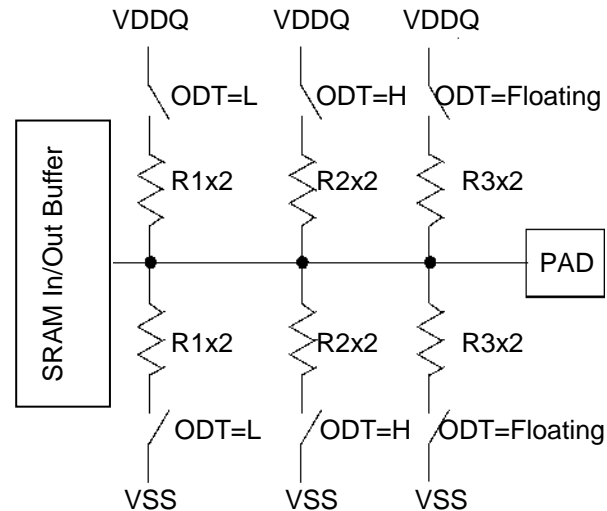 VDDQ VDDQ VDDQ
ODT=L ODT=H ODT=Floating
SRAM In/Out Buffer
R1x2 R2x2 R3x2
PAD
R1x2 R2x2 R3x2
ODT=L ODT=H ODT=Floating
VSS VSS VSS